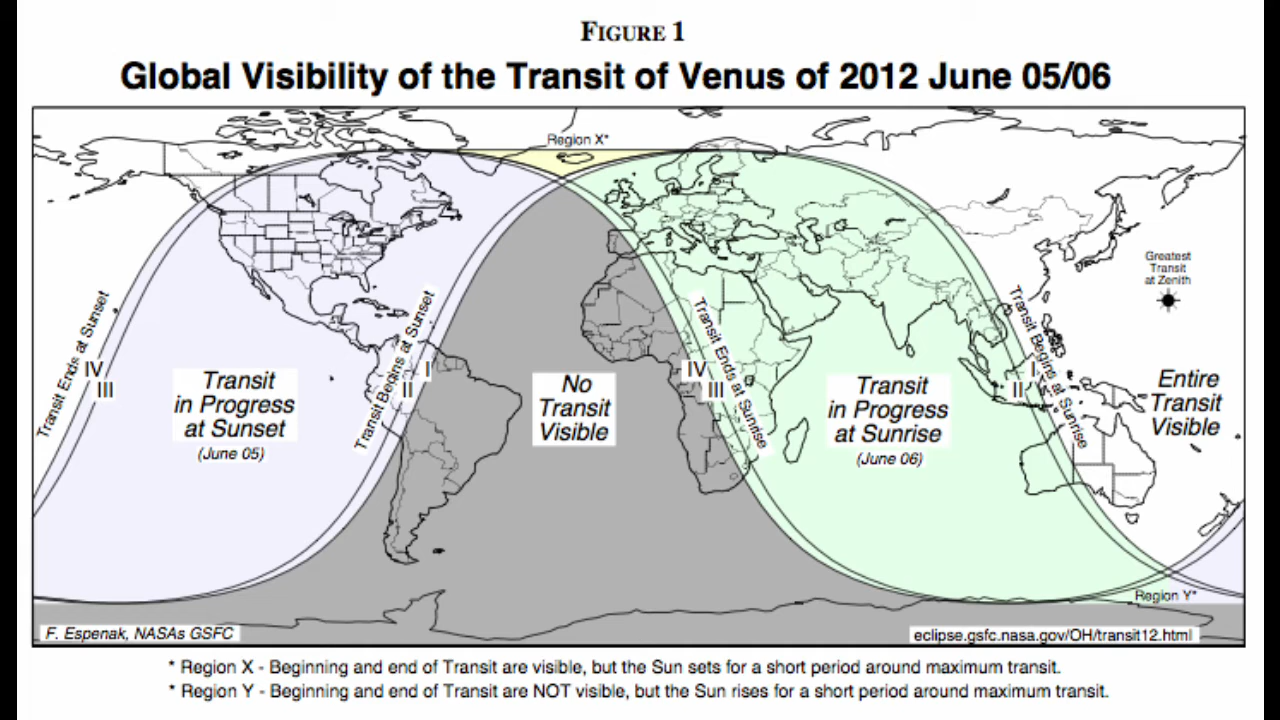 FIGURE 1
Global Visibility of the Transit of Venus of 2012 June 05/06
Region X*
Greatest
Transit
at Zenith
Transit Ends at Sunset
IV
III
Transit
in Progress
at Sunset
(June 05)
Transit Begins at Sunset
I
II
No
Transit
Visible
IV
III
Transit Ends at Sunrise
Transit
in Progress
at Sunrise
(June 06)
Transit Begins at Sunrise
I
II
Entire
Transit
Visible
Region Y*
F. Espenak, NASAs GSFC
eclipse.gsfc.nasa.gov/OH/transit12.html
* Region X - Beginning and end of Transit are visible, but the Sun sets for a short period around maximum transit.
* Region Y - Beginning and end of Transit are NOT visible, but the Sun rises for a short period around maximum transit.